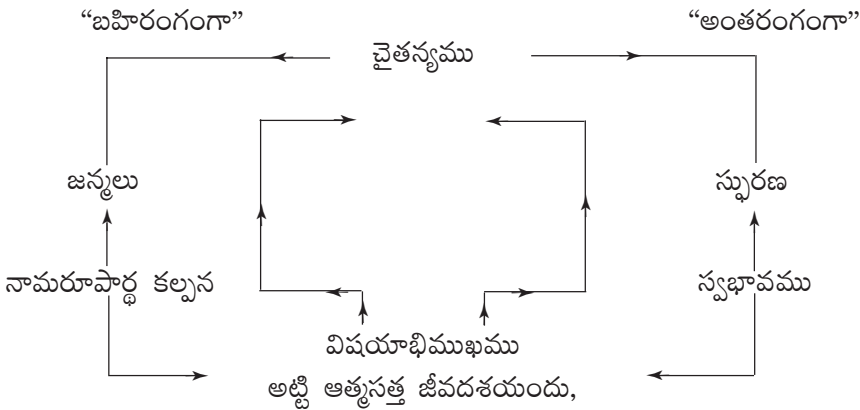 “బహిరంగంగా” “అంతరంగంగా”
చైతన్యము
జన్మలు స్ఫురణ
నామరూపార్థ కల్పన స్వభావము
విషయాభిముఖము
అట్టి ఆత్మసత్త జీవదశయందు,